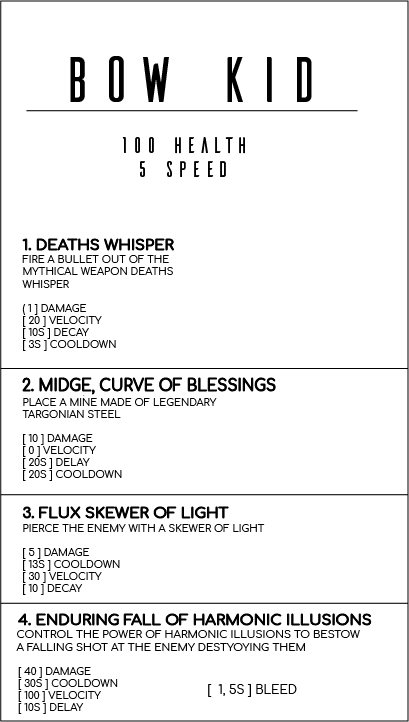 BOW KID
100 HEALTH
5 SPEED
1. DEATHS WHISPER
FIRE A BULLET OUT OF THE
MYTHICAL WEAPON DEATHS
WHISPER
( 1 ] DAMAGE
[ 20 ] VELOCITY
[ 10S ] DECAY
[ 3S ] COOLDOWN
2. MIDGE, CURVE OF BLESSINGS
PLACE A MINE MADE OF LEGENDARY
TARGONIAN STEEL
[ 10 ] DAMAGE
[ 0 ] VELOCITY
[ 20S ] DELAY
[ 20S ] COOLDOWN
3. FLUX SKEWER OF LIGHT
PIERCE THE ENEMY WITH A SKEWER OF LIGHT
[ 5 ] DAMAGE
[ 13S ] COOLDOWN
[ 30 ] VELOCITY
[ 10 ] DECAY
4. ENDURING FALL OF HARMONIC ILLUSIONS
CONTROL THE POWER OF HARMONIC ILLUSIONS TO BESTOW
A FALLING SHOT AT THE ENEMY DESTYOYING THEM
[ 40 ] DAMAGE
[ 30S ] COOLDOWN
[ 100 ] VELOCITY
[ 10S ] DELAY
[ 1, 5S ] BLEED